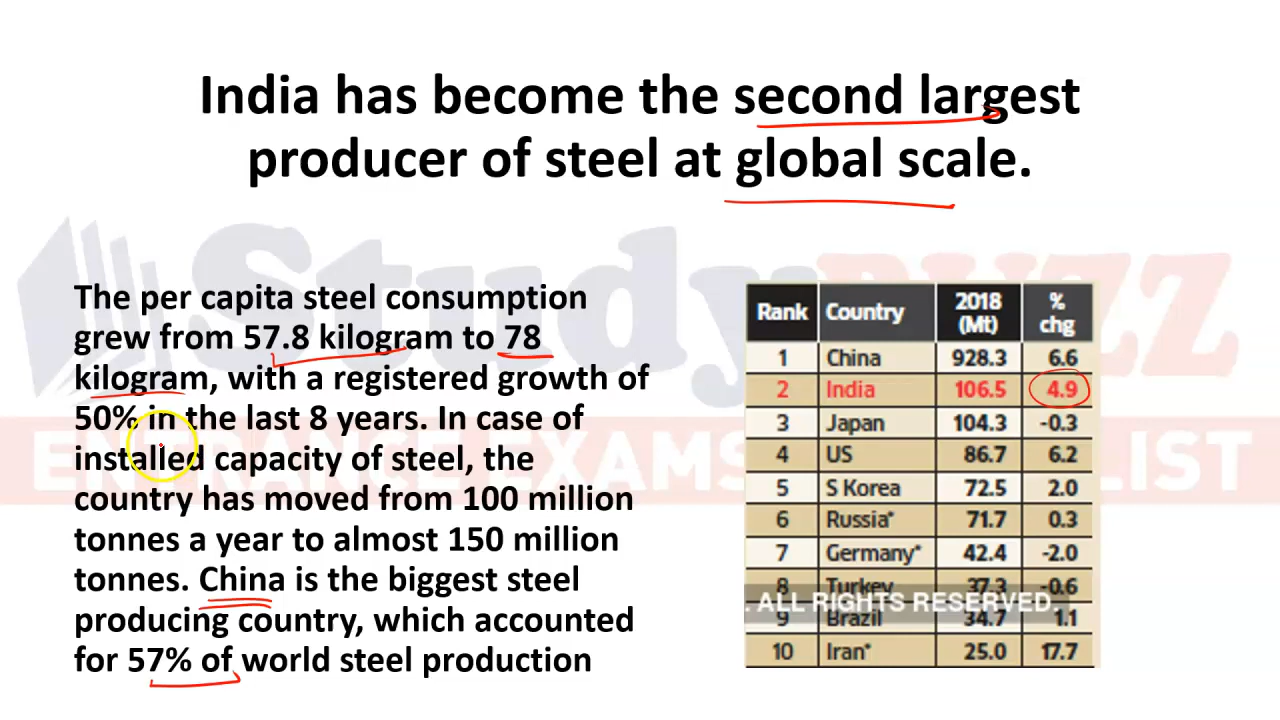 India has become the second largest
producer of steel at global scale.
The per capita steel consumption
grew from 57.8 kilogram to 78
kilogram, with a registered growth of
50% in the last 8 years. In case of
installed capacity of steel, the
country has moved from 100 million
tonnes a year to almost 150 million
tonnes. China is the biggest steel
producing country, which accounted
for 57% of world steel production
Rank Country 2018 (Mt) % chg
1 China 928.3 6.6
2 India 106.5 4.9
3 Japan 104.3 -0.3
4 US 86.7 6.2
5 S Korea 72.5 2.0
6 Russia* 71.7 0.3
7 Germany* 42.4 -2.0
8 Turkey 37.3 -0.6
. ALL RIGHTS RESERVED.
9 Brazil 34.7 1.1
10 Iran* 25.0 17.7
StudyBUZZ
ENTRANCE EXAMS LIST